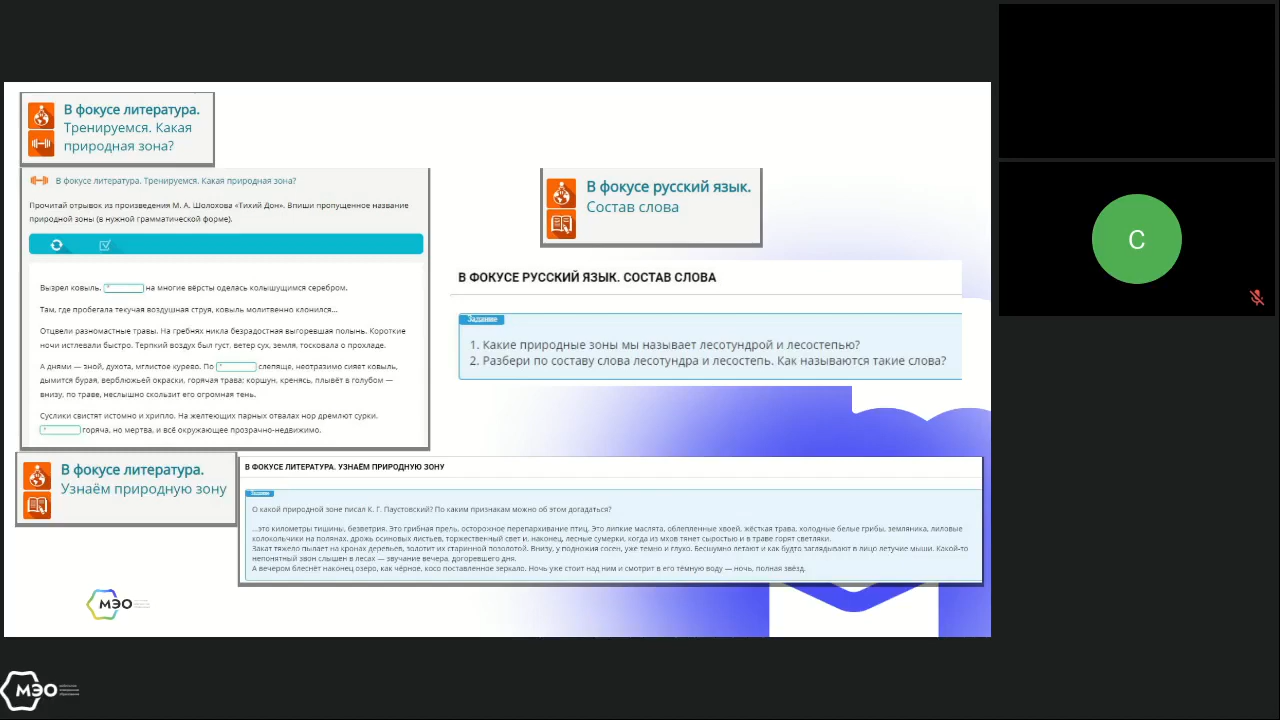 В фокусе литература.
Тренируемся. Какая
природная зона?
В фокусе литература. Тренируемся. Какая природная зона?
Прочитай отрывок из произведения М. А. Шолохова «Тихий Дон». Впиши пропущенное название
природной зоны (в нужной грамматической форме).
Вызрел ковыль. * на многие вёрсты оделась колышущимся серебром.
Там, где пробегала текучая воздушная струя, ковыль молитвенно клонился...
Отцвели разномастные травы. На гребнях никла безрадостная выгоревшая полынь. Короткие
ночи истлевали быстро. Терпкий воздух был густ, ветер сух, земля, тосковала о прохладе.
А днями — зной, духота, мглистое курево. По * слепяще, неотразимо сияет ковыль,
дымится бурая, верблюжьей окраски, горячая трава; коршун, кренясь, плывёт в голубом —
внизу, по траве, неслышно скользит его огромная тень.
Суслики свистят истомно и хрипло. На желтеющих парных отвалах нор дремлют сурки.
* горяча, но мертва, и всё окружающее прозрачно-недвижимо.
В фокусе русский язык.
Состав слова
В ФОКУСЕ РУССКИЙ ЯЗЫК. СОСТАВ СЛОВА
Задание
1. Какие природные зоны мы называет лесотундрой и лесостепью?
2. Разбери по составу слова лесотундра и лесостепь. Как называются такие слова?
В фокусе литература.
Узнаём природную зону
В ФОКУСЕ ЛИТЕРАТУРА. УЗНАЁМ ПРИРОДНУЮ ЗОНУ
Задание
О какой природной зоне писал К. Г. Паустовский? По каким признакам можно об этом догадаться?
...это километры тишины, безветрия. Это грибная прель, осторожное перепархивание птиц. Это липкие маслята, облепленные хвоей, жёсткая трава, холодные белые грибы, земляника, лиловые
колокольчики на полянах, дрожь осиновых листьев, торжественный свет и, наконец, лесные сумерки, когда из мхов тянет сыростью и в траве горят светляки.
Закат тяжело пылает на кронах деревьев, золотит их старинной позолотой. Внизу, у подножия сосен, уже темно и глухо. Бесшумно летают и как будто заглядывают в лицо летучие мыши. Какой-то
непонятный звон слышен в лесах — звучание вечера, догоревшего дня.
А вечером блеснёт наконец озеро, как чёрное, косо поставленное зеркало. Ночь уже стоит над ним и смотрит в его тёмную воду — ночь, полная звёзд.
МЭО
МЭО
С